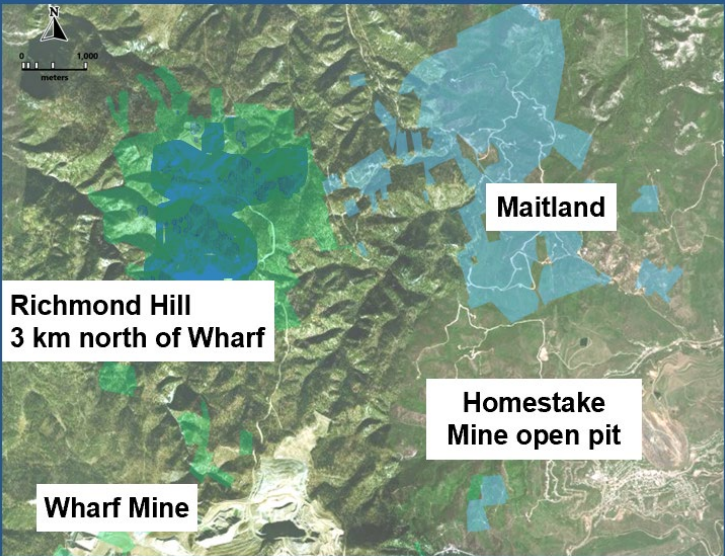 N
0 1,000
meters
Maitland
Richmond Hill
3 km north of Wharf
Homestake
Mine open pit
Wharf Mine